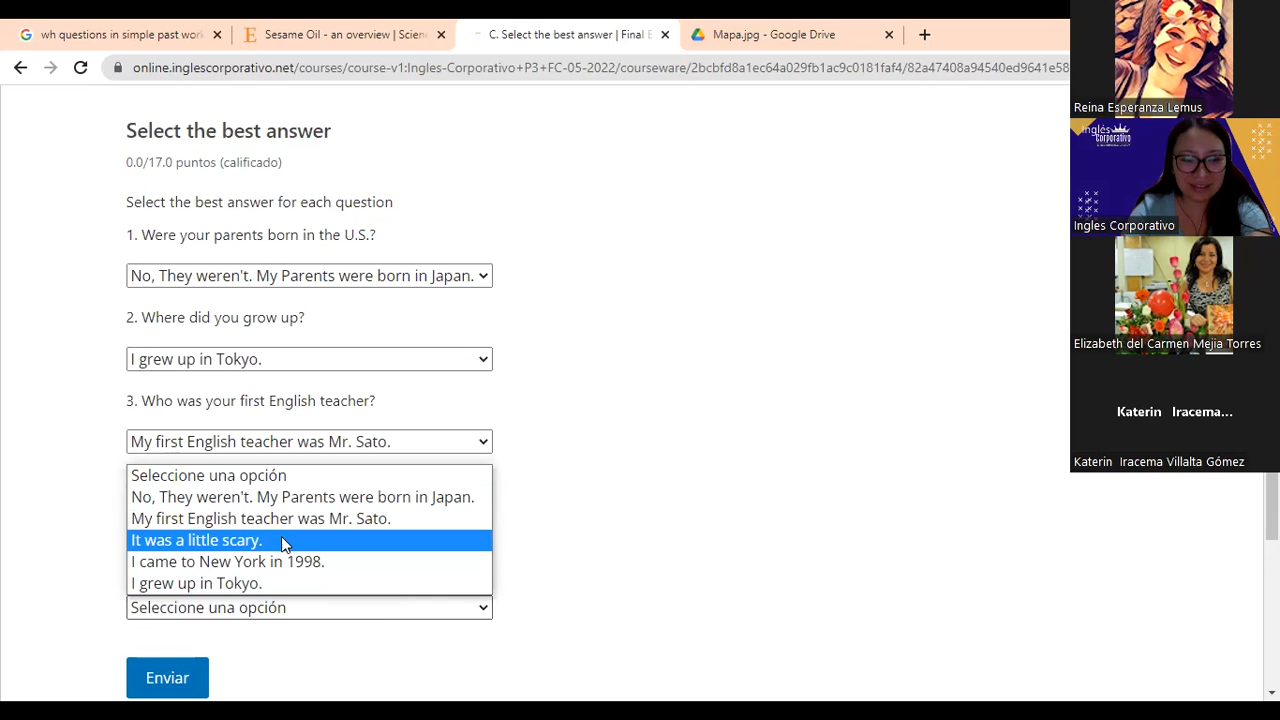 wh questions in simple past work
Sesame Oil - an overview | Scien
C. Select the best answer | Final E
Mapa.jpg - Google Drive
online.inglescorporativo.net/courses/course-v1:Ingles-Corporativo+P3+FC-05-2022/courseware/2bcbfd8a1ec64a029fb1ac9c0181faf4/82a47408a94540ed9641e58
Select the best answer
0.0/17.0 puntos (calificado)
Select the best answer for each question
1. Were your parents born in the U.S.?
No, They weren't. My Parents were born in Japan.
2. Where did you grow up?
I grew up in Tokyo.
3. Who was your first English teacher?
My first English teacher was Mr. Sato.
Seleccione una opción
No, They weren't. My Parents were born in Japan.
My first English teacher was Mr. Sato.
It was a little scary.
I came to New York in 1998.
I grew up in Tokyo.
Seleccione una opción
Enviar
Reina Esperanza Lemus
Inglés
Corporativo
Ingles Corporativo
Elizabeth del Carmen Mejia Torres
Katerin Iracema...
Katerin Iracema Villalta Gómez